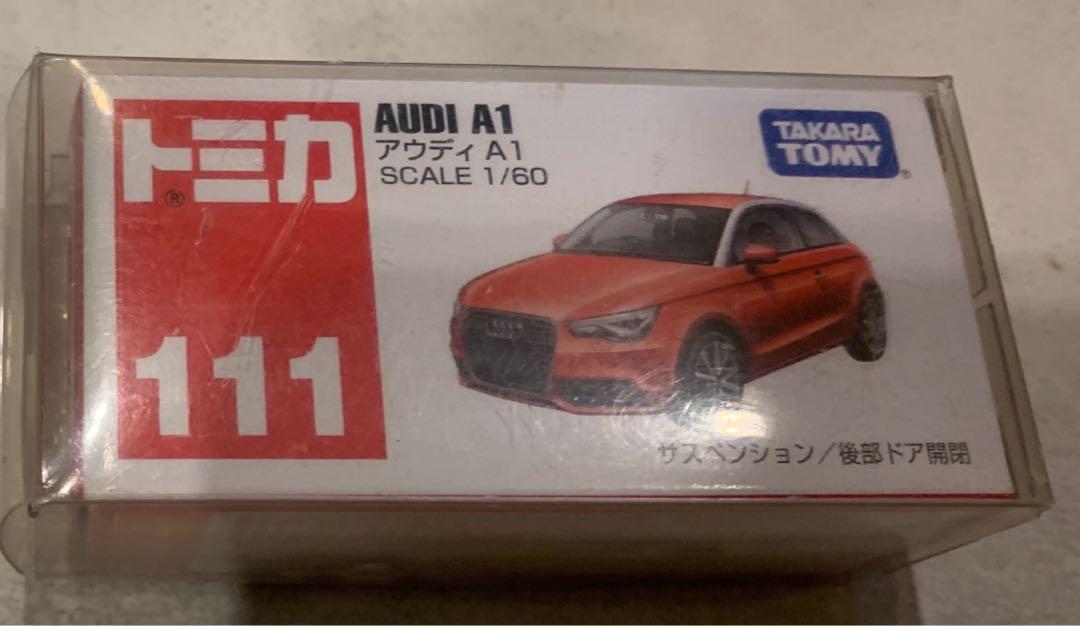 トミカ®
111
AUDI A1
アウディ A1
SCALE 1/60
TAKARA
TOMY®
サスペンション/後部ドア開閉